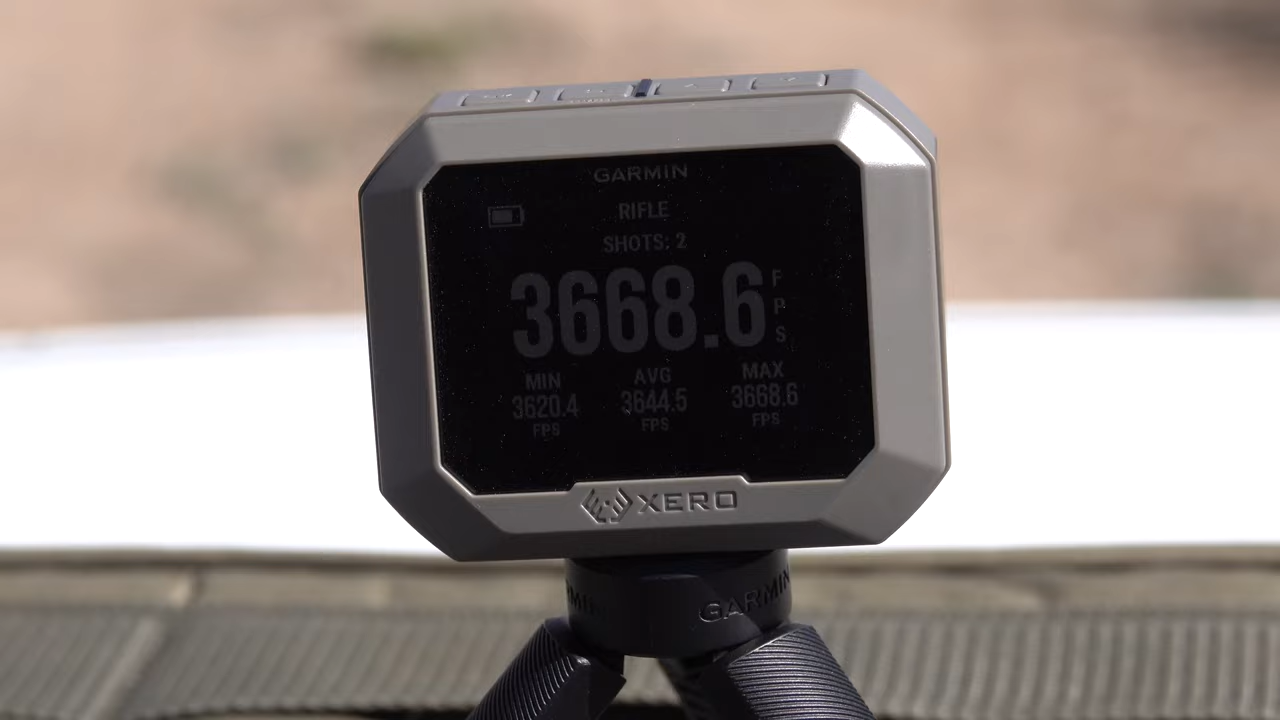 GARMIN
RIFLE
SHOTS: 2
3668.6 FPS
MIN AVG MAX
3620.4 3644.5 3668.6
FPS FPS FPS
XERO
GARMIN